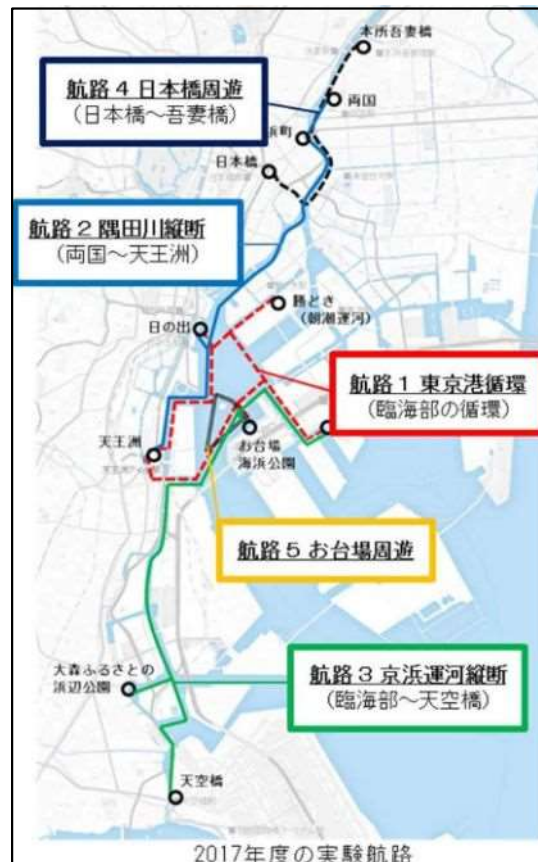 本所吾妻橋
航路４ 日本橋周遊
(日本橋～吾妻橋)
両国
浜町
日本橋
航路２ 隅田川縦断
(両国～天王洲)
勝どき
(朝潮運河)
日の出
航路１ 東京港循環
(臨海部の循環)
天王洲
お台場
海浜公園
航路５ お台場周遊
大森ふるさとの
浜辺公園
航路３ 京浜運河縦断
(臨海部～天空橋)
天空橋
2017年度の実験航路